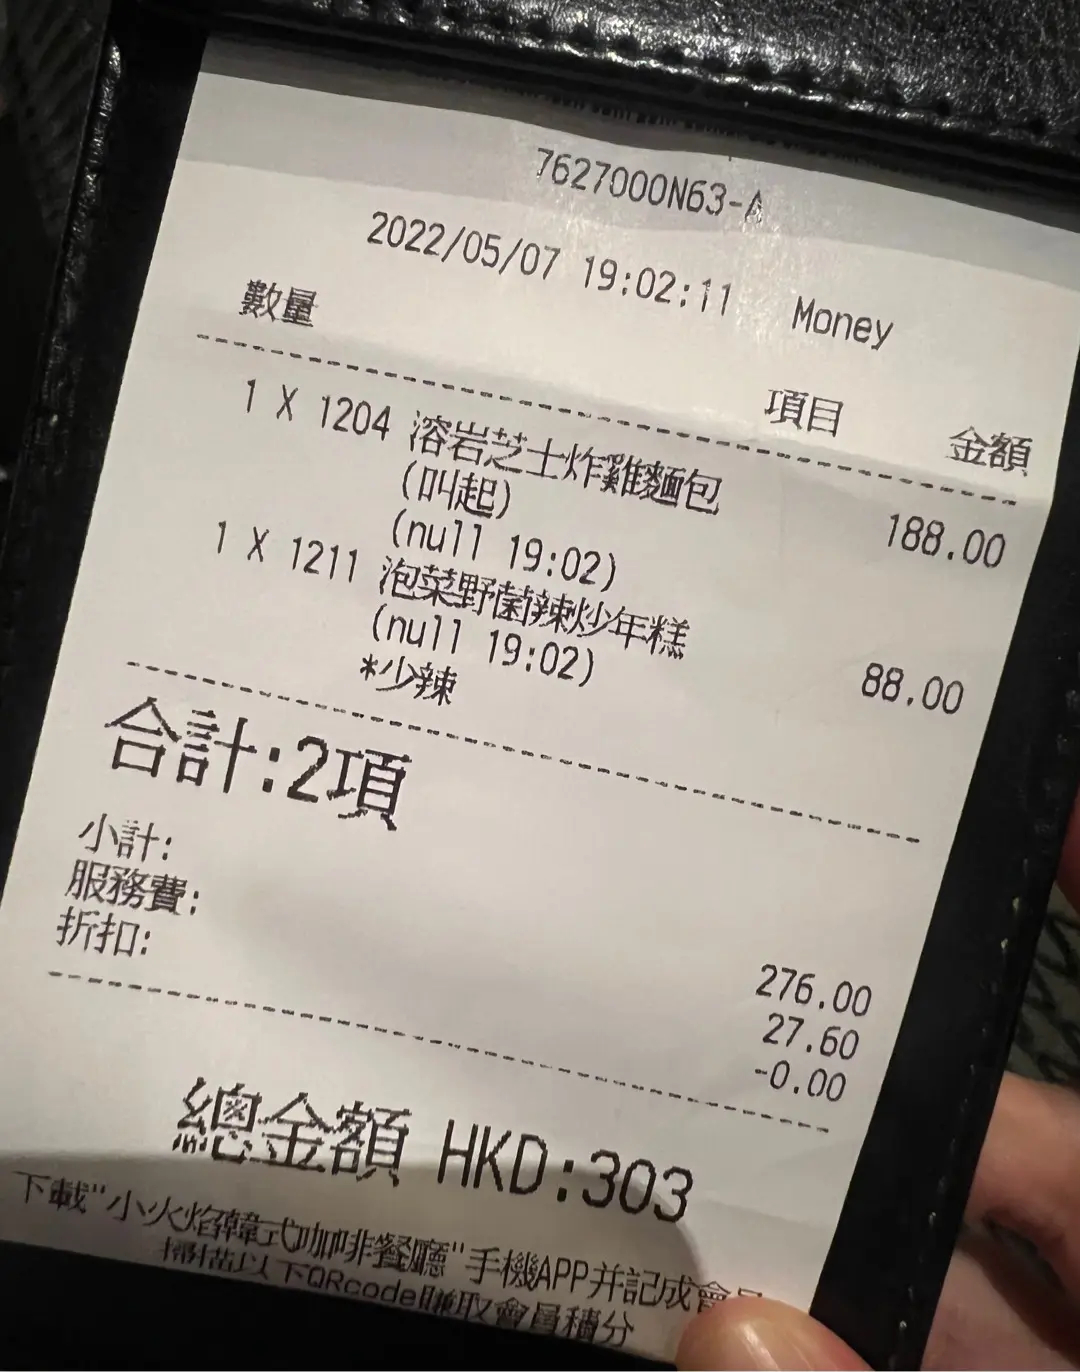 7627000N63-A
2022/05/07 19:02:11 Money
數量 項目 金額
1 X 1204 溶岩芝士炸雞麵包 188.00
(叫起)
(null 19:02)
1 X 1211 泡菜野菌辣炒年糕 88.00
(null 19:02)
*少辣
合計:2項
小計: 276.00
服務費: 27.60
折扣: -0.00
總金額 HKD:303
下載"小火焰韓式咖啡餐廳"手機APP并記成會
掃描以下QRcode賺取會員積分